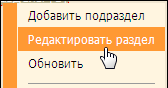 Добавить подраздел
Редактировать раздел
Обновить